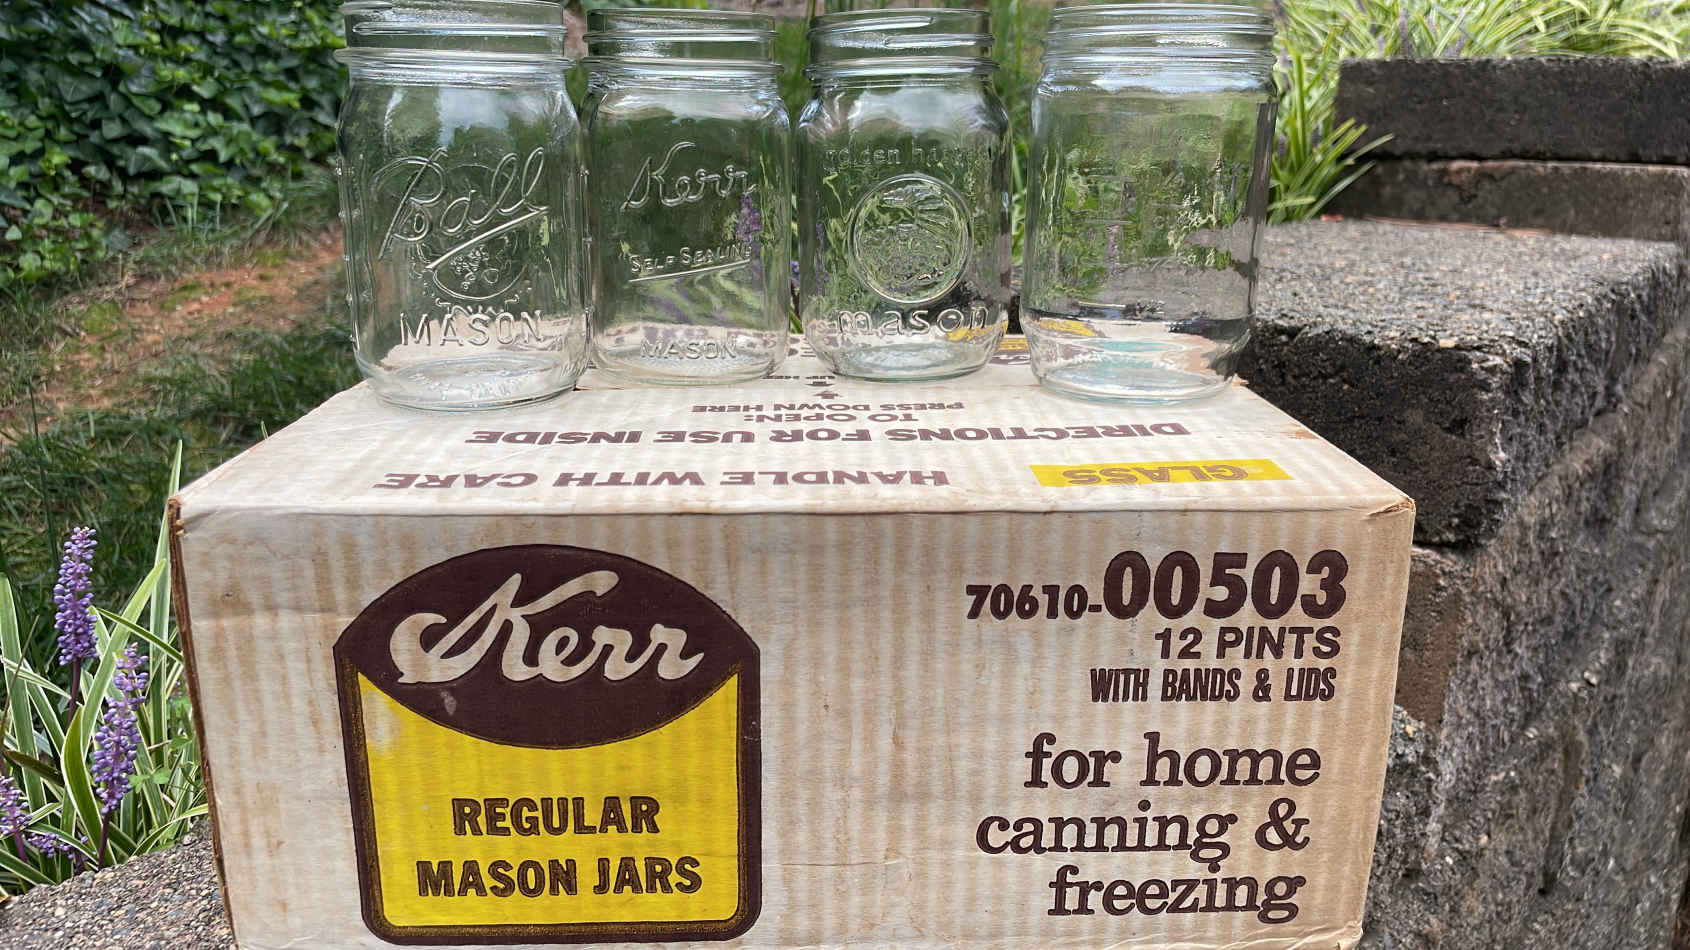 Ball
MASON
Kerr
SELF SEALING
MASON
golden harvest
mason
PRESS DOWN HERE
TO OPEN:
DIRECTIONS FOR USE INSIDE
HANDLE WITH CARE
GLASS
Kerr
REGULAR
MASON JARS
70610-00503
12 PINTS
WITH BANDS & LIDS
for home
canning &
freezing